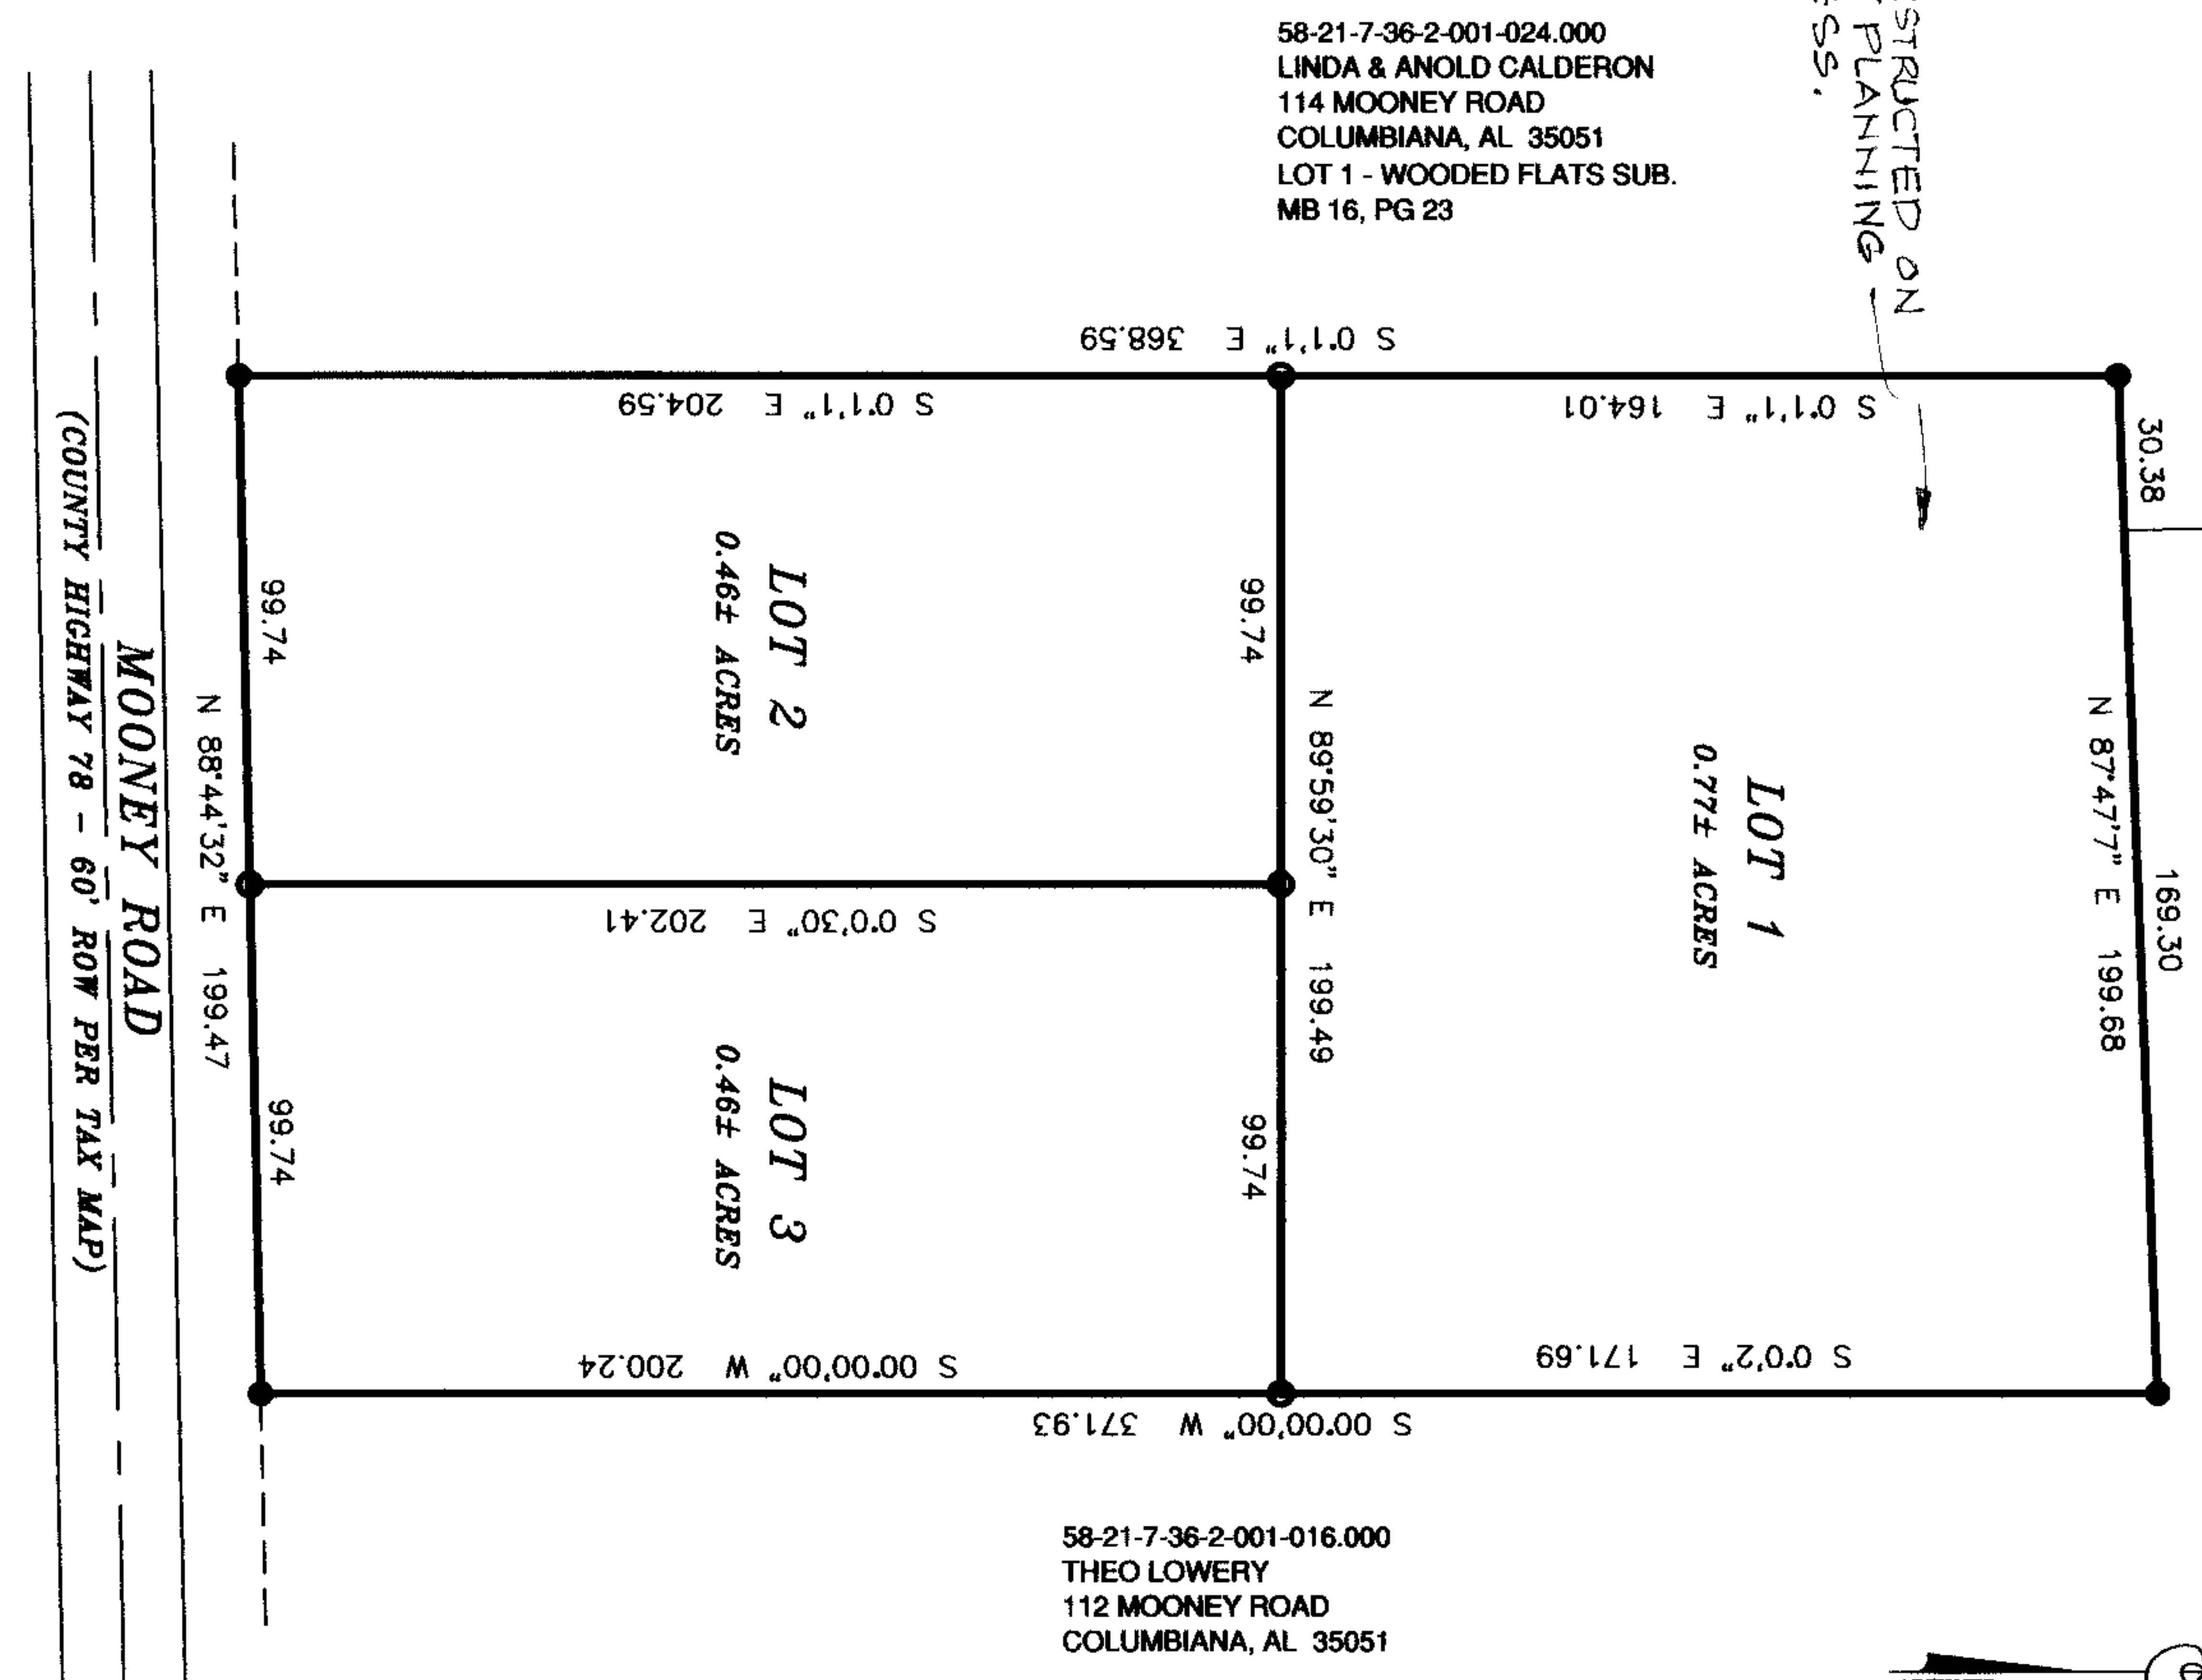 58-21-7-36-2-001-024.000
LINDA & ANOLD CALDERON
114 MOONEY ROAD
COLUMBIANA, AL 35051
LOT 1 - WOODED FLATS SUB.
MB 16, PG 23
STRUCTED ON
PLANNING
SS.
S 0°1'1" E 368.59
S 0°1'1" E 204.59
S 0°1'1" E 164.01
30.38
169.30
N 87°47'7" E 199.68
LOT 1
0.77± ACRES
N 89°59'30" E 199.49
99.74
99.74
LOT 2
0.46± ACRES
S 0°0'30" E 202.41
LOT 3
0.46± ACRES
99.74
99.74
N 88°44'32" E 199.47
MOONEY ROAD
(COUNTY HIGHWAY 78 - 60' ROW PER TAX MAP)
S 00°00'00" W 200.24
S 0°0'2" E 171.69
S 00°00'00" W 371.93
58-21-7-36-2-001-016.000
THEO LOWERY
112 MOONEY ROAD
COLUMBIANA, AL 35051